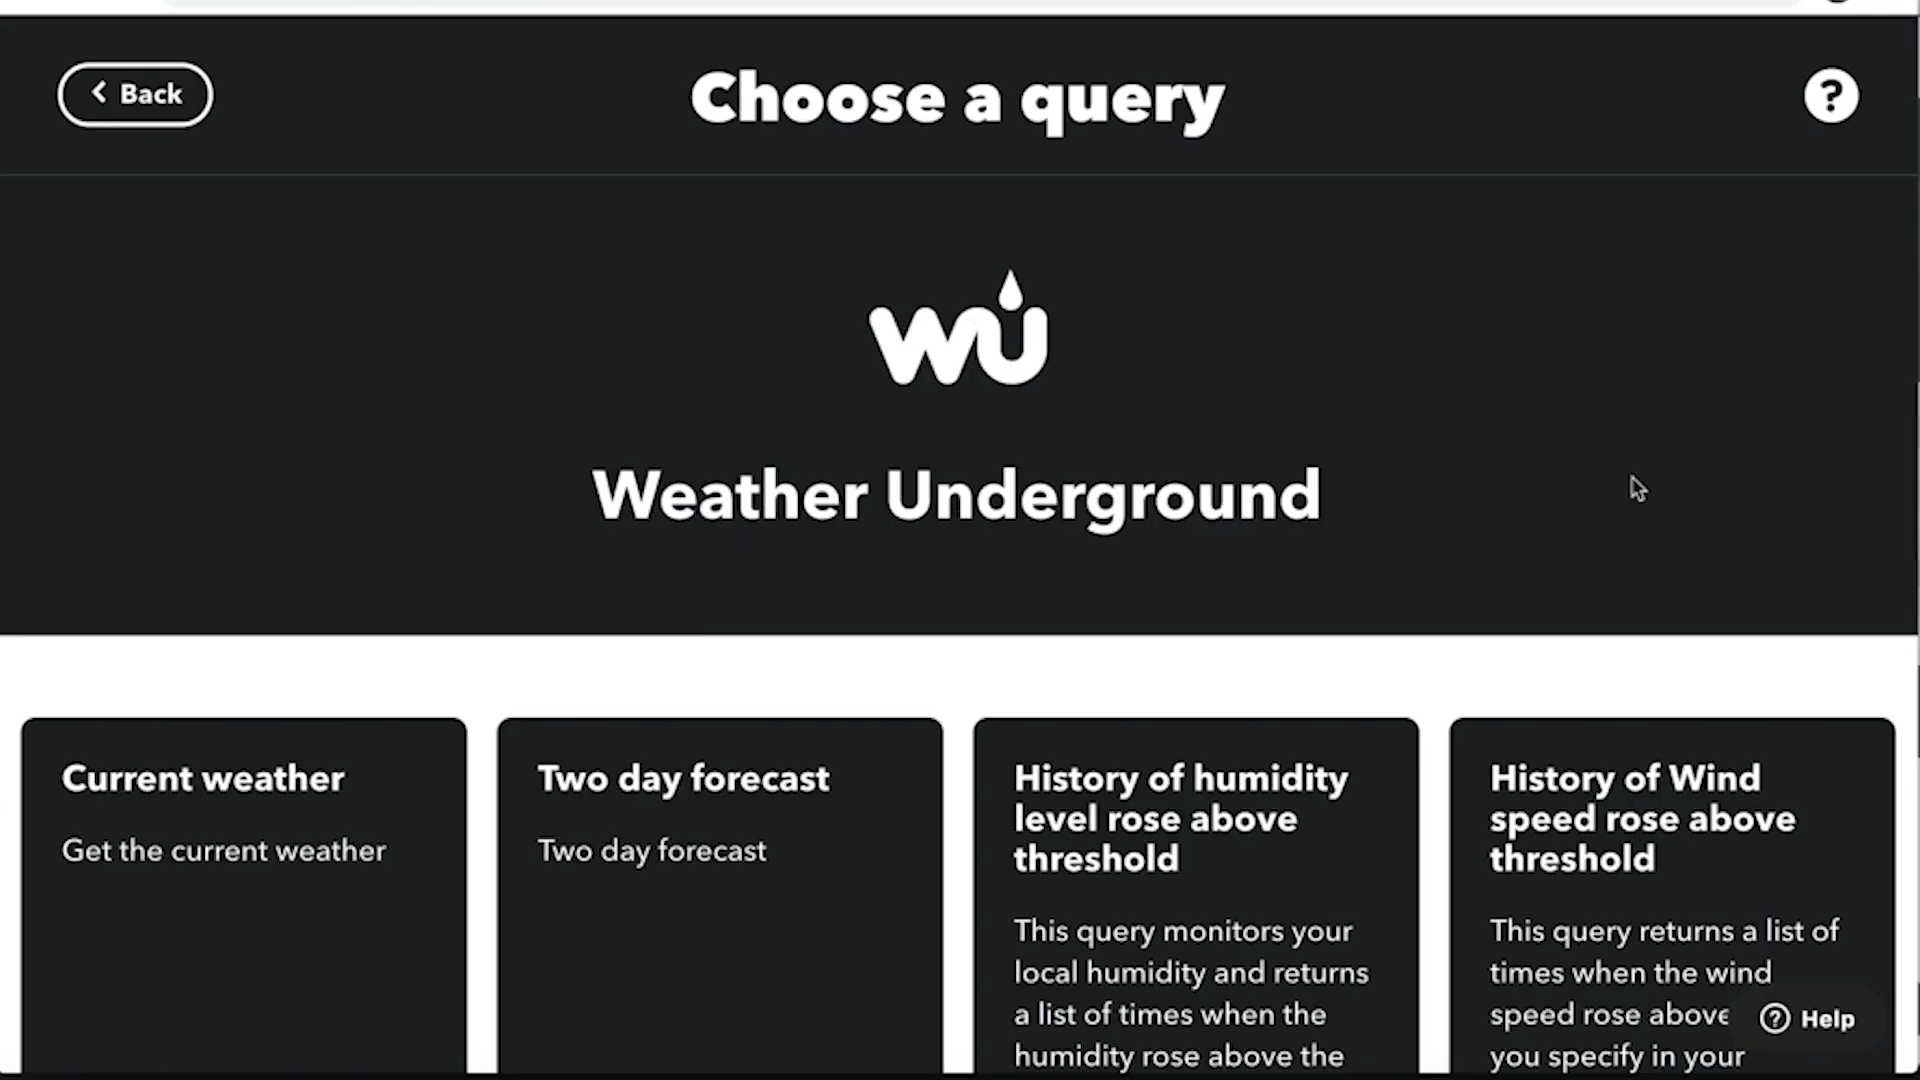 Back
Choose a query
?
wu
Weather Underground
Current weather
Get the current weather
Two day forecast
Two day forecast
History of humidity
level rose above
threshold
This query monitors your
local humidity and returns
a list of times when the
humidity rose above the
History of Wind
speed rose above
threshold
This query returns a list of
times when the wind
speed rose above
you specify in your
? Help